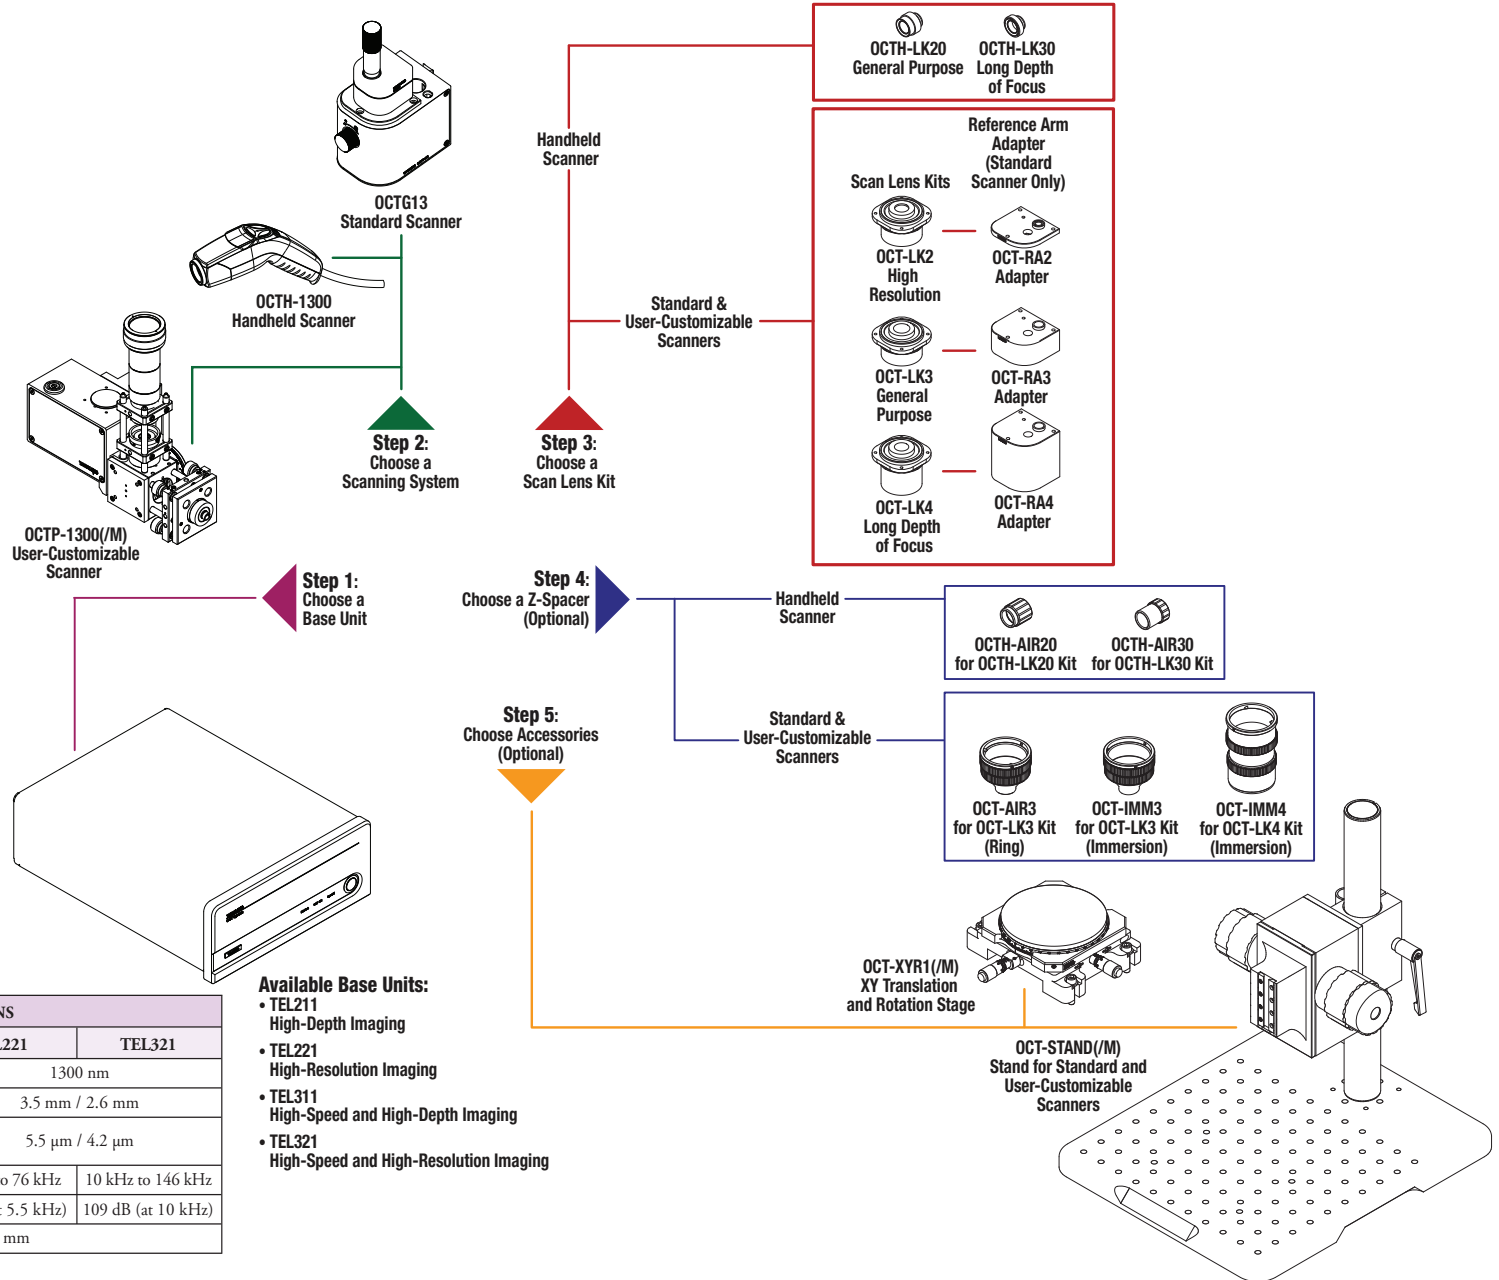 OCTH-LK20
General Purpose
OCTH-LK30
Long Depth
of Focus
Handheld
Scanner
Reference Arm
Adapter
(Standard
Scanner Only)
Scan Lens Kits
OCT-LK2
High
Resolution
OCT-RA2
Adapter
OCT-LK3
General
Purpose
OCT-RA3
Adapter
OCT-LK4
Long Depth
of Focus
OCT-RA4
Adapter
Standard &
User-Customizable
Scanners
OCTG13
Standard Scanner
OCTH-1300
Handheld Scanner
OCTP-1300(/M)
User-Customizable
Scanner
Step 2:
Choose a
Scanning System
Step 3:
Choose a
Scan Lens Kit
Step 1:
Choose a
Base Unit
Step 4:
Choose a Z-Spacer
(Optional)
Handheld
Scanner
OCTH-AIR20
for OCTH-LK20 Kit
OCTH-AIR30
for OCTH-LK30 Kit
Standard &
User-Customizable
Scanners
OCT-AIR3
for OCT-LK3 Kit
(Ring)
OCT-IMM3
for OCT-LK3 Kit
(Immersion)
OCT-IMM4
for OCT-LK4 Kit
(Immersion)
Step 5:
Choose Accessories
(Optional)
OCT-XYR1(/M)
XY Translation
and Rotation Stage
OCT-STAND(/M)
Stand for Standard and
User-Customizable
Scanners
Available Base Units:
• TEL211
High-Depth Imaging
• TEL221
High-Resolution Imaging
• TEL311
High-Speed and High-Depth Imaging
• TEL321
High-Speed and High-Resolution Imaging
NS
221 TEL321
1300 nm
3.5 mm / 2.6 mm
5.5 µm / 4.2 µm
o 76 kHz 10 kHz to 146 kHz
5.5 kHz) 109 dB (at 10 kHz)
mm